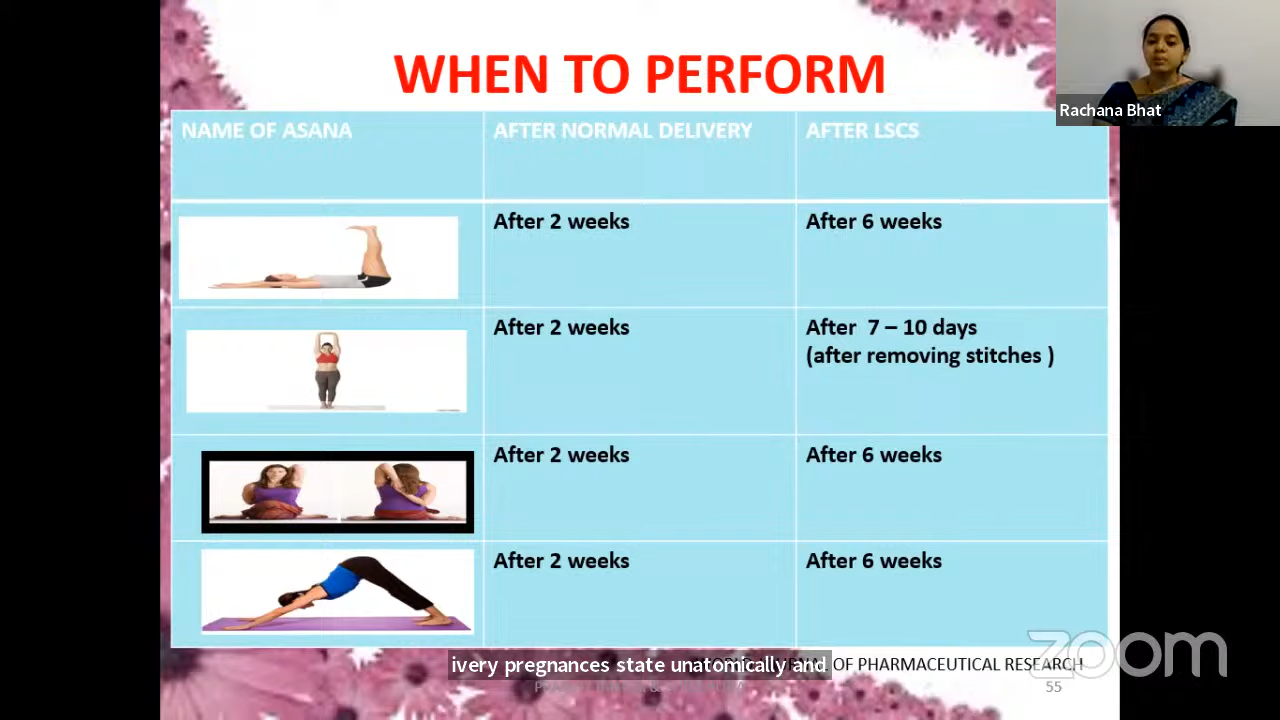 WHEN TO PERFORM
Rachana Bhat
NAME OF ASANA
AFTER NORMAL DELIVERY
AFTER LSCS
After 2 weeks
After 6 weeks
After 2 weeks
After 7 – 10 days
(after removing stitches )
After 2 weeks
After 6 weeks
After 2 weeks
After 6 weeks
ivery pregnances state unatomically and
OF PHARMACEUTICAL RESEARCH
55
zoom